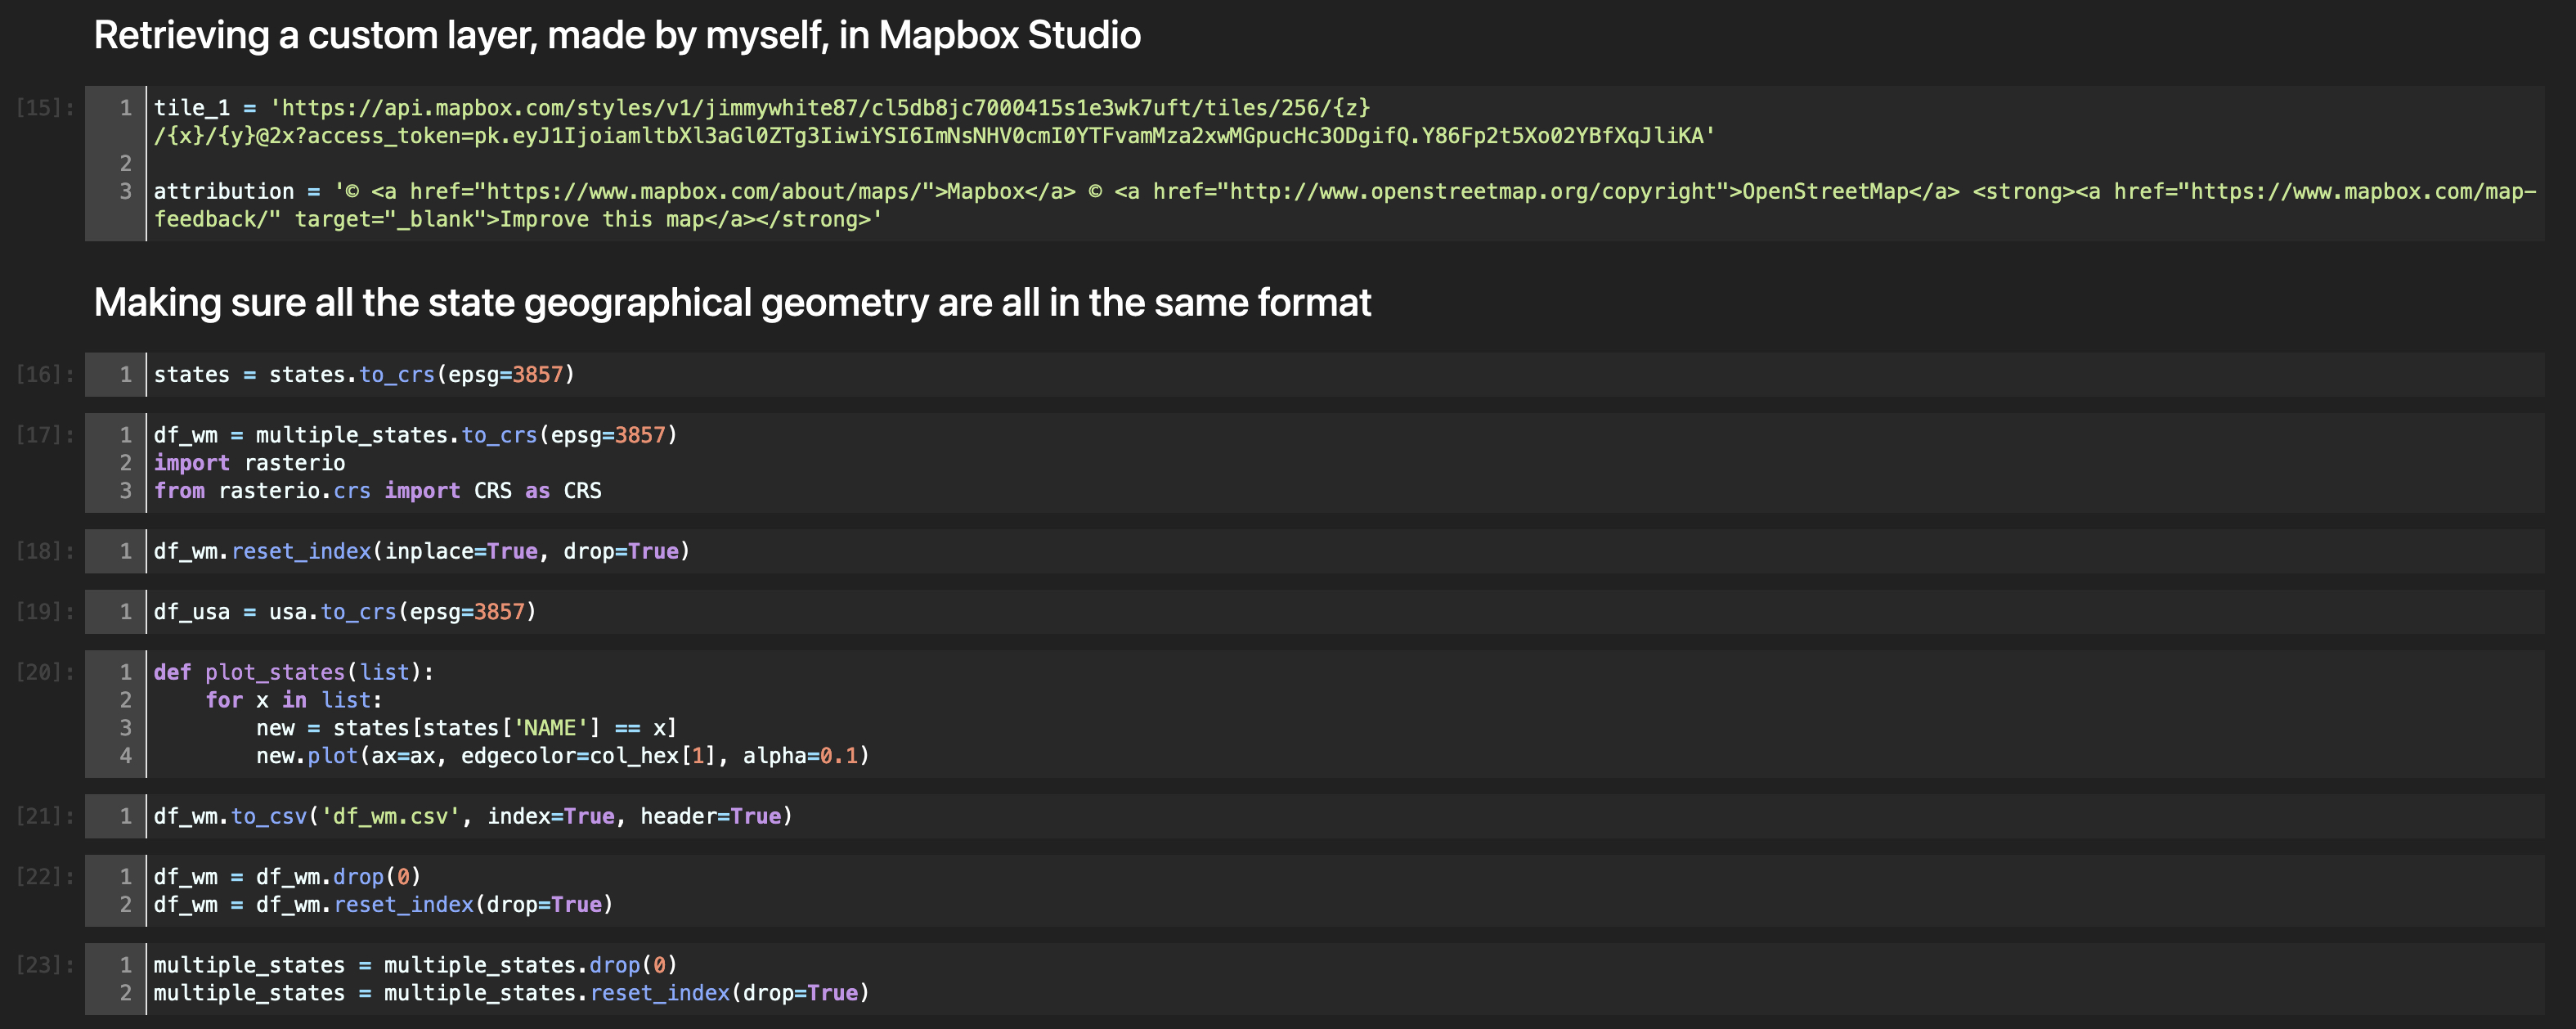 Retrieving a custom layer, made by myself, in Mapbox Studio
[15]:
1 tile_1 = 'https://api.mapbox.com/styles/v1/jimmywhite87/cl5db8jc7000415s1e3wk7uft/tiles/256/{z}
/{x}/{y}@2x?access_token=pk.eyJ1IjoiamltbXl3aGl0ZTg3IiwiYSI6ImNsNHV0cmI0YTFvamMza2xwMGpucHc3ODgifQ.Y86Fp2t5Xo02YBfXqJliKA'
2
3 attribution = '© <a href="https://www.mapbox.com/about/maps/">Mapbox</a> © <a href="http://www.openstreetmap.org/copyright">OpenStreetMap</a> <strong><a href="https://www.mapbox.com/map-
feedback/" target="_blank">Improve this map</a></strong>'
Making sure all the state geographical geometry are all in the same format
[16]:
1 states = states.to_crs(epsg=3857)
[17]:
1 df_wm = multiple_states.to_crs(epsg=3857)
2 import rasterio
3 from rasterio.crs import CRS as CRS
[18]:
1 df_wm.reset_index(inplace=True, drop=True)
[19]:
1 df_usa = usa.to_crs(epsg=3857)
[20]:
1 def plot_states(list):
2     for x in list:
3         new = states[states['NAME'] == x]
4         new.plot(ax=ax, edgecolor=col_hex[1], alpha=0.1)
[21]:
1 df_wm.to_csv('df_wm.csv', index=True, header=True)
[22]:
1 df_wm = df_wm.drop(0)
2 df_wm = df_wm.reset_index(drop=True)
[23]:
1 multiple_states = multiple_states.drop(0)
2 multiple_states = multiple_states.reset_index(drop=True)